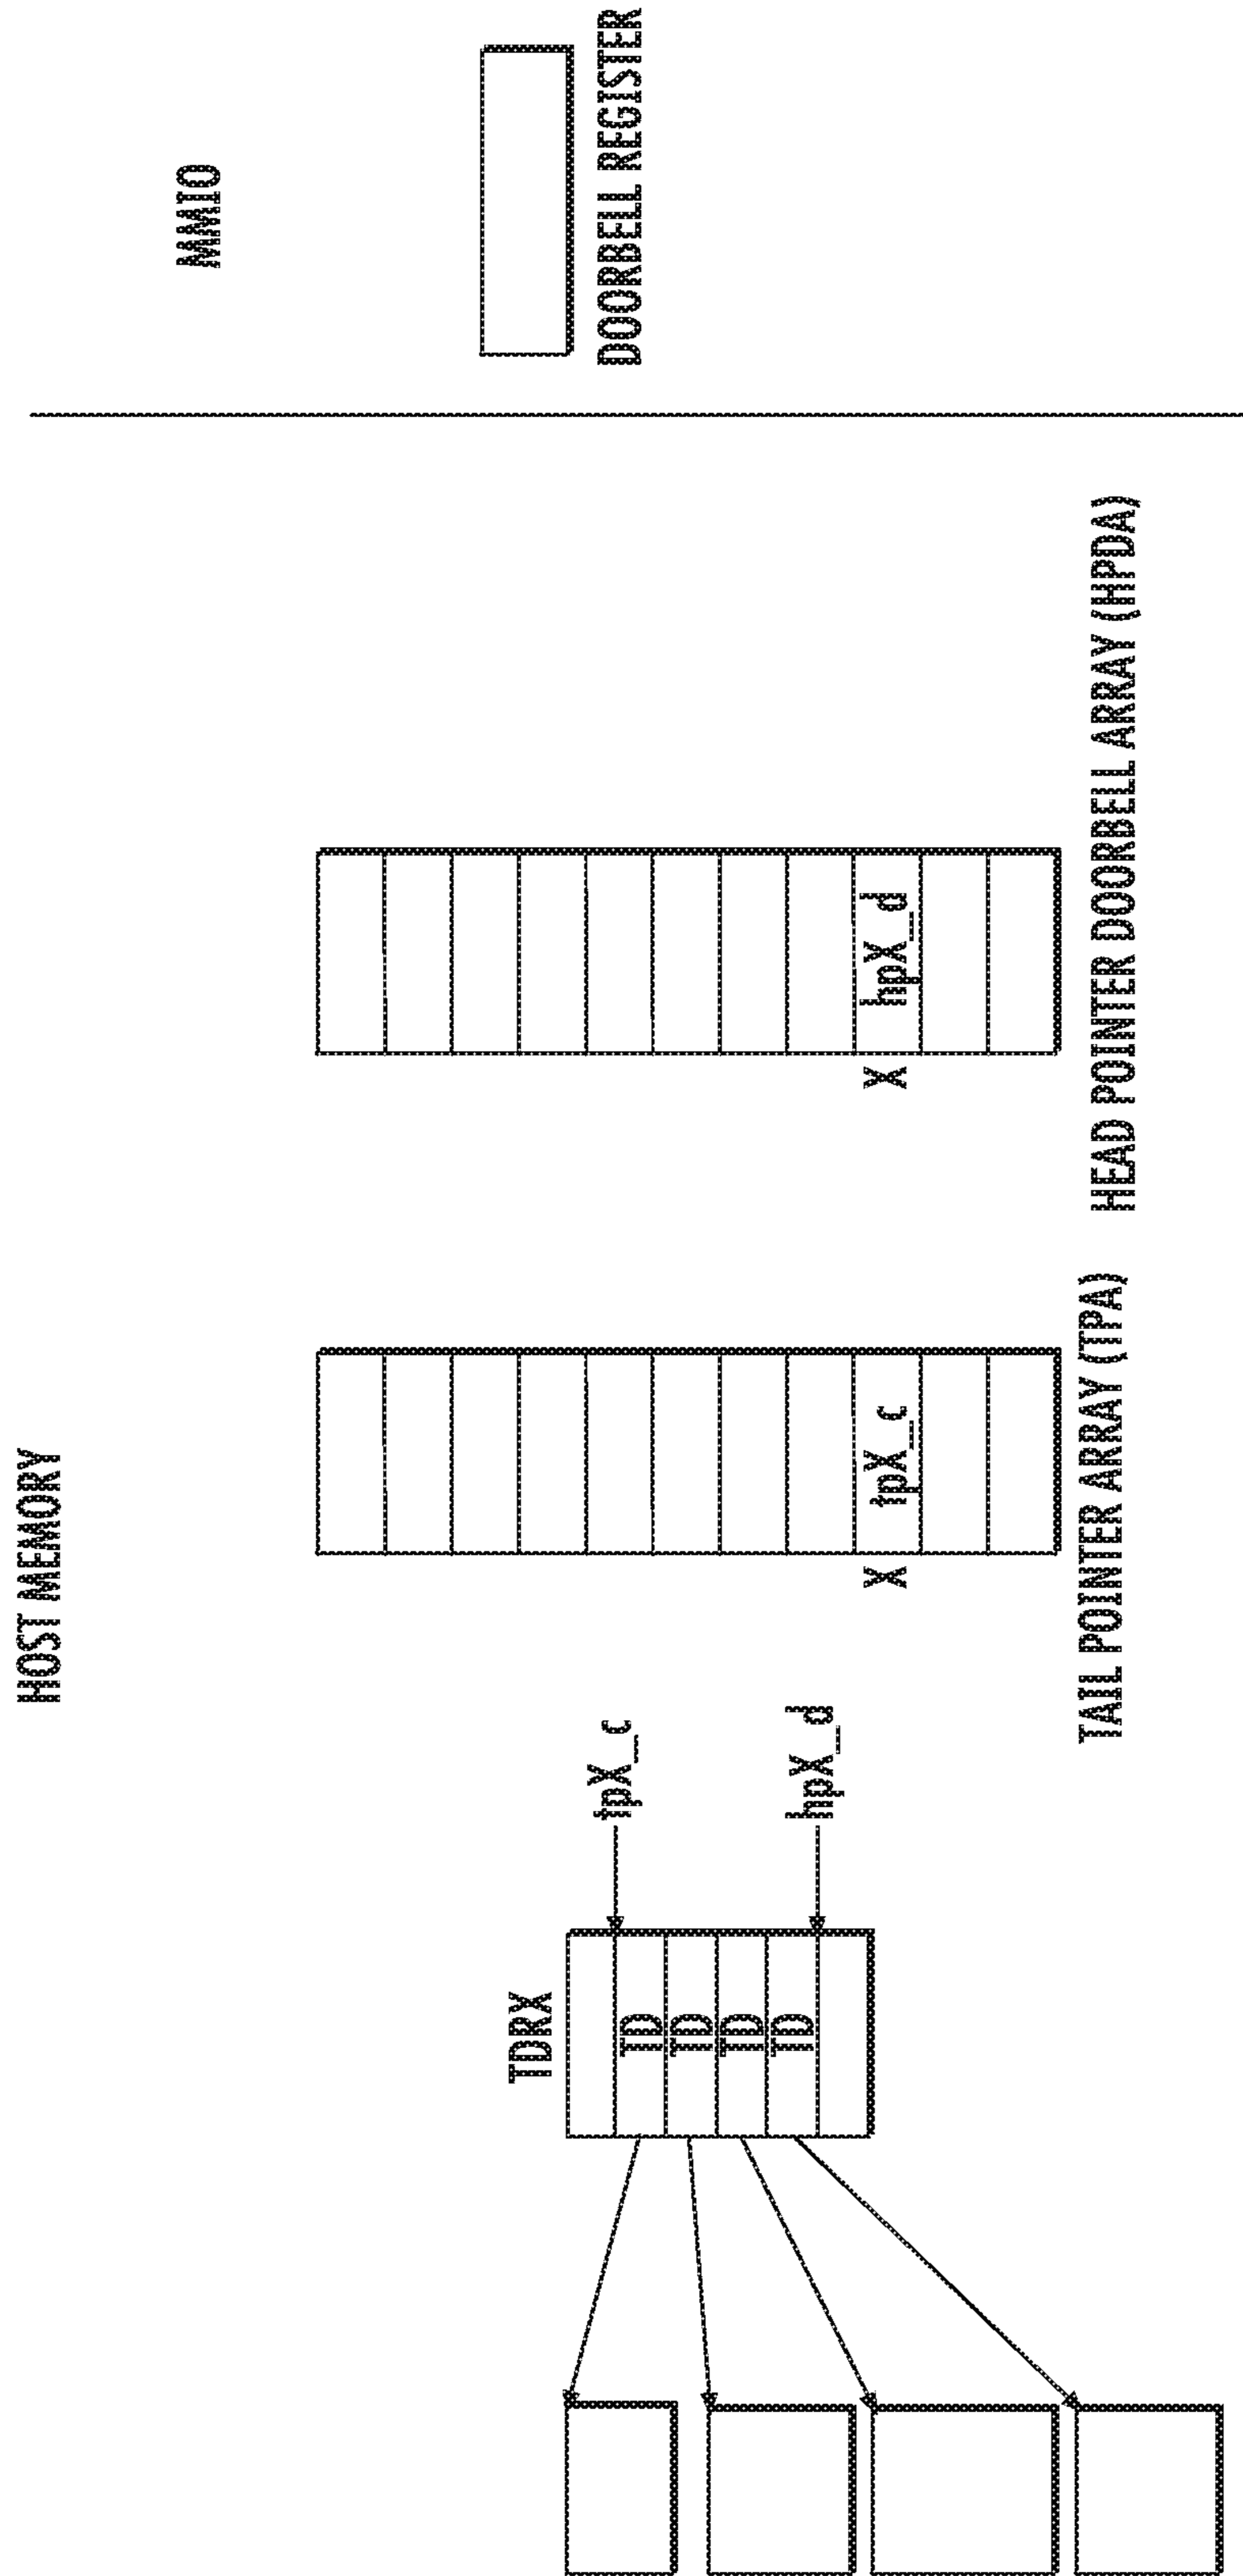 HOST MEMORY
MMIO
TDRX
TD
TD
TD
TD
tpX_c
hpX_d
X
tpX_c
X
hpX_d
DOORBELL REGISTER
TAIL POINTER ARRAY (TPA)
HEAD POINTER DOORBELL ARRAY (HPDA)